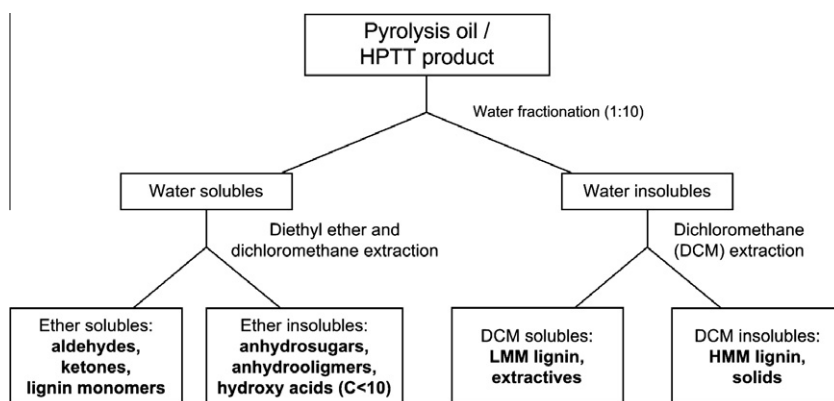 Pyrolysis oil /
HPTT product
Water fractionation (1:10)
Water solubles
Water insolubles
Diethyl ether and
dichloromethane extraction
Dichloromethane
(DCM) extraction
Ether solubles:
aldehydes,
ketones,
lignin monomers
Ether insolubles:
anhydrosugars,
anhydrooligmers,
hydroxy acids (C<10)
DCM solubles:
LMM lignin,
extractives
DCM insolubles:
HMM lignin,
solids